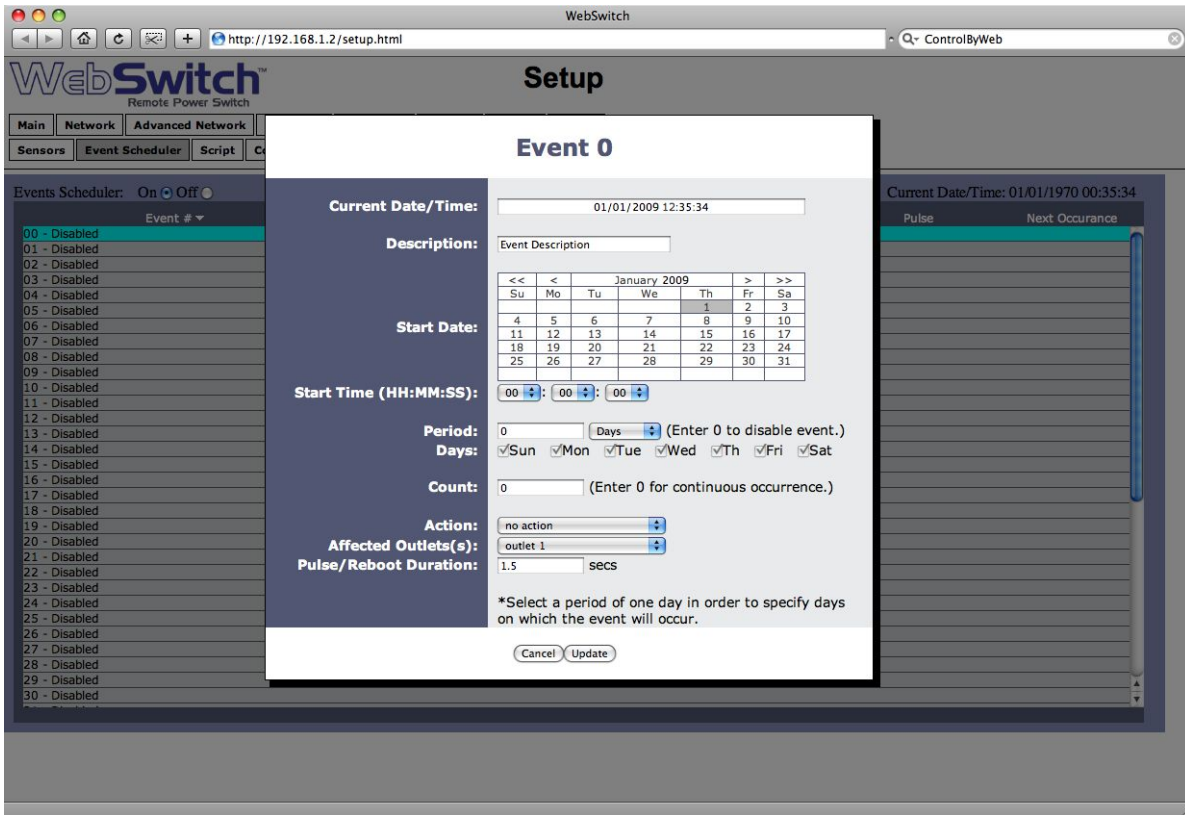 WebSwitch
http://192.168.1.2/setup.html
ControlByWeb
WebSwitch™
Remote Power Switch
Setup
Main Network Advanced Network
Sensors Event Scheduler Script
Events Scheduler: On Off
Current Date/Time: 01/01/1970 00:35:34
Event # Pulse Next Occurance
00 - Disabled
01 - Disabled
02 - Disabled
03 - Disabled
04 - Disabled
05 - Disabled
06 - Disabled
07 - Disabled
08 - Disabled
09 - Disabled
10 - Disabled
11 - Disabled
12 - Disabled
13 - Disabled
14 - Disabled
15 - Disabled
16 - Disabled
17 - Disabled
18 - Disabled
19 - Disabled
20 - Disabled
21 - Disabled
22 - Disabled
23 - Disabled
24 - Disabled
25 - Disabled
26 - Disabled
27 - Disabled
28 - Disabled
29 - Disabled
30 - Disabled
Event 0
Current Date/Time: 01/01/2009 12:35:34
Description: Event Description
Start Date:
<< < January 2009 > >>
Su Mo Tu We Th Fr Sa
1 2 3
4 5 6 7 8 9 10
11 12 13 14 15 16 17
18 19 20 21 22 23 24
25 26 27 28 29 30 31
Start Time (HH:MM:SS): 00 : 00 : 00
Period: 0 Days (Enter 0 to disable event.)
Days: Sun Mon Tue Wed Th Fri Sat
Count: 0 (Enter 0 for continuous occurrence.)
Action: no action
Affected Outlets(s): outlet 1
Pulse/Reboot Duration: 1.5 secs
*Select a period of one day in order to specify days
on which the event will occur.
Cancel Update